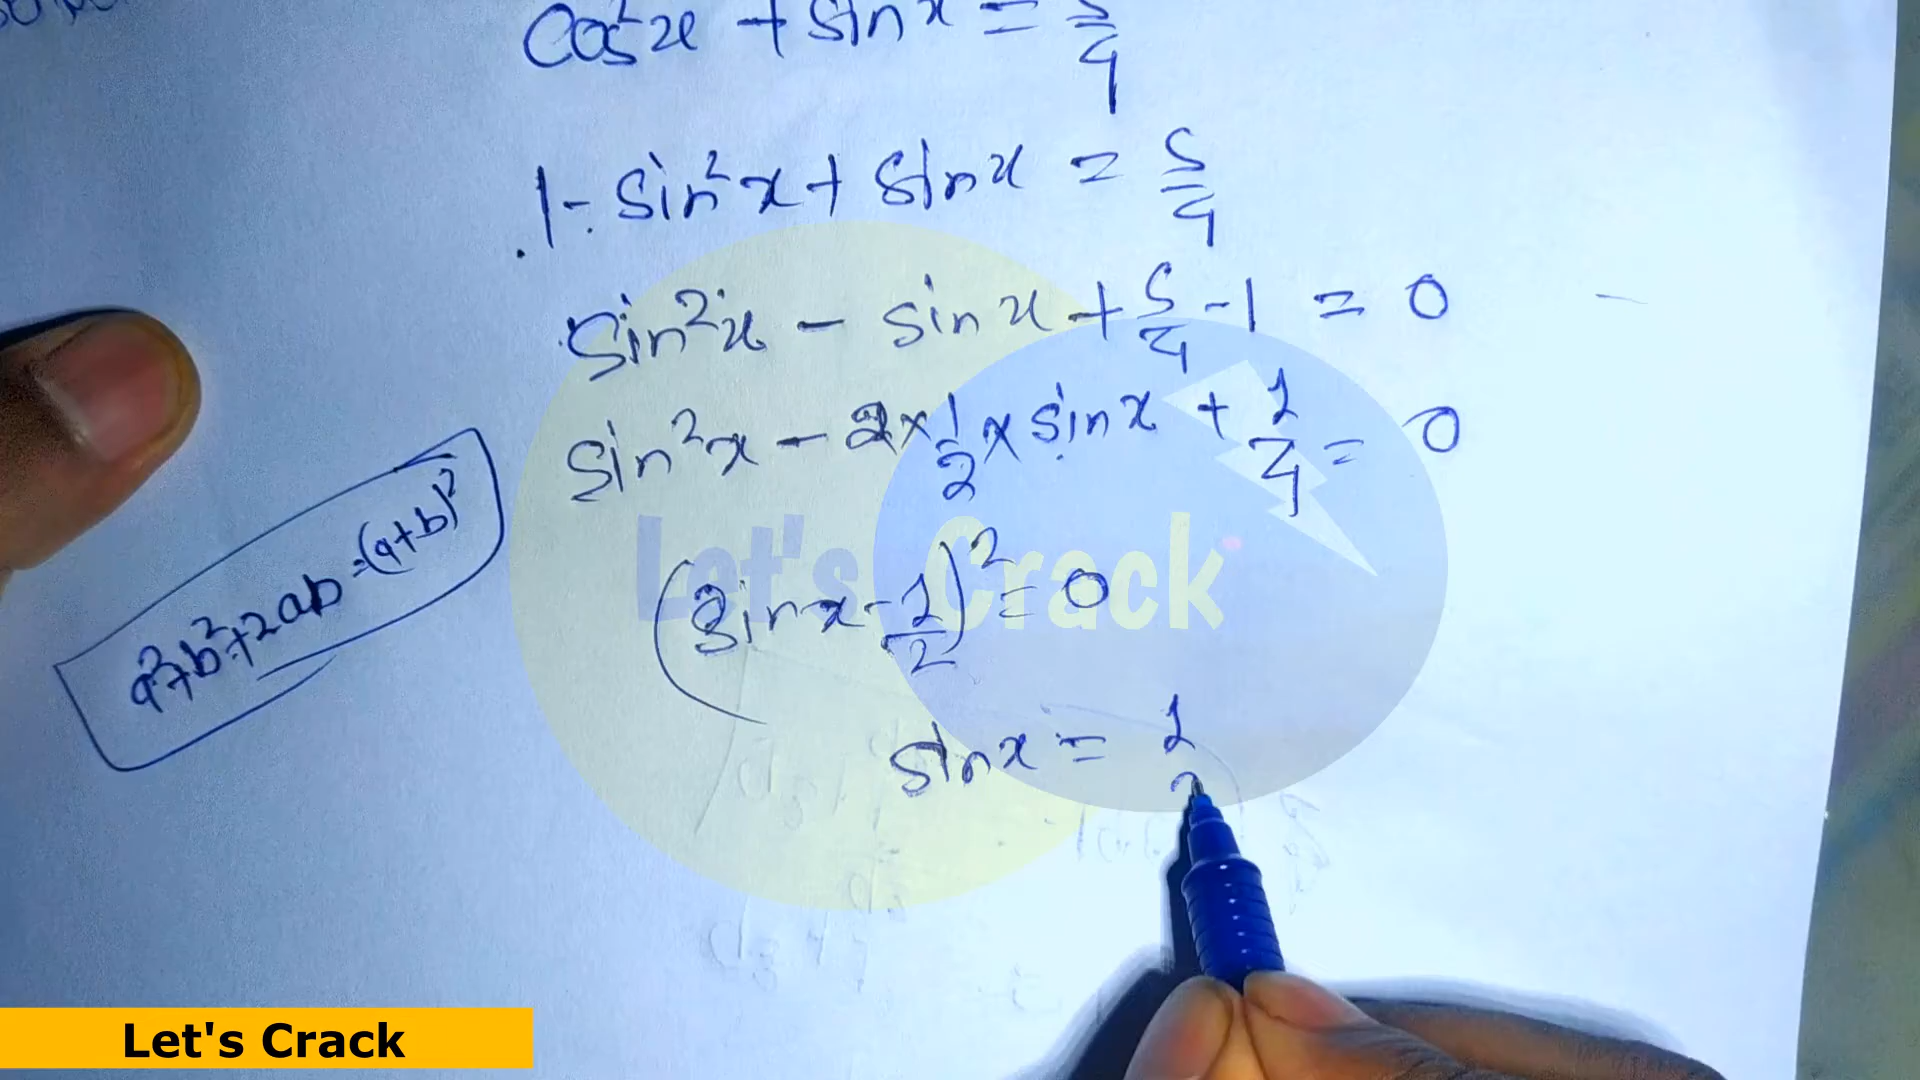 cos²x + sin x = 5/4
1 - sin²x + sin x = 5/4
sin²x - sin x + 5/4 - 1 = 0
sin²x - 2 × 1/2 × sin x + 1/4 = 0
a² + b² + 2ab = (a+b)²
(sin x - 1/2)² = 0
sin x = 1/2
Let's Crack
Let's Crack